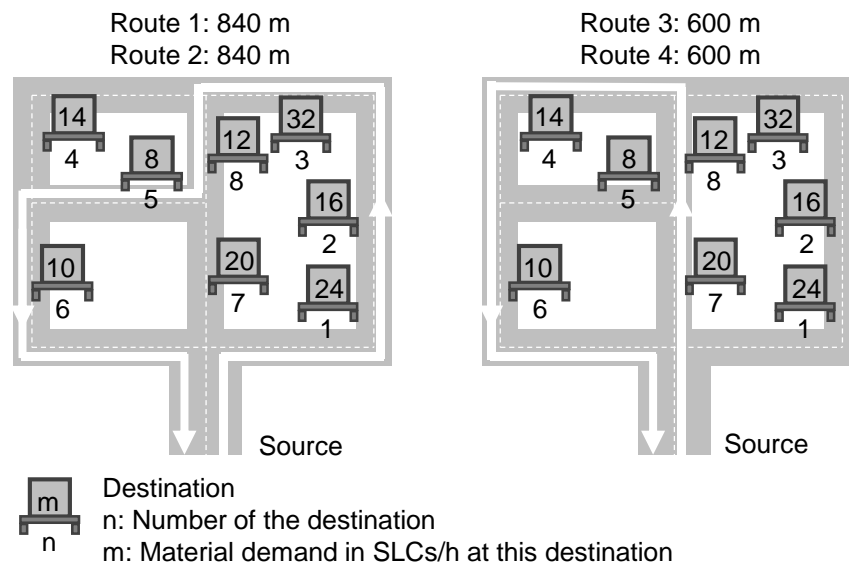 Route 1: 840 m
Route 2: 840 m
14
4
8
5
12
8
32
3
16
2
10
6
20
7
24
1
Source
Route 3: 600 m
Route 4: 600 m
14
4
8
5
12
8
32
3
16
2
10
6
20
7
24
1
Source
m
n
Destination
n: Number of the destination
m: Material demand in SLCs/h at this destination